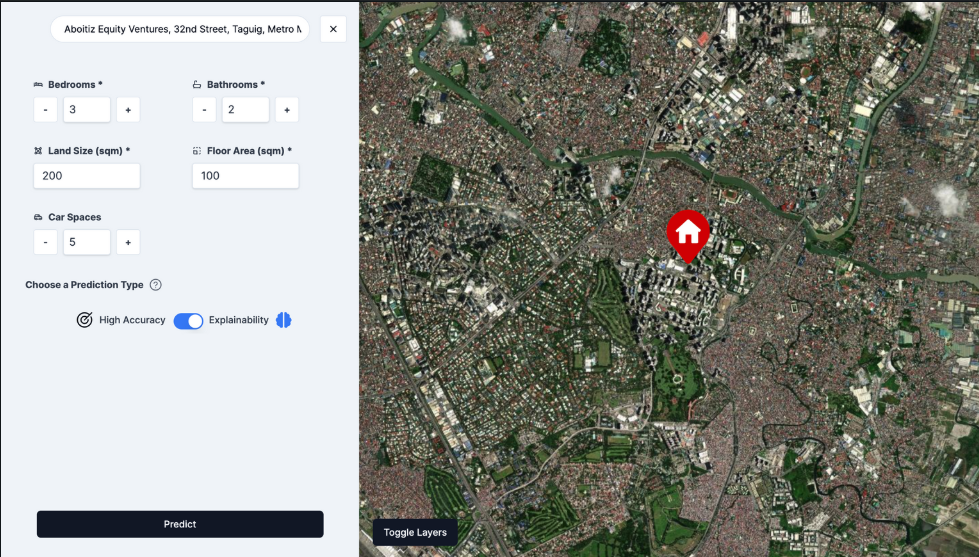 Aboitiz Equity Ventures, 32nd Street, Taguig, Metro
Bedrooms * Bathrooms *
- 3 + - 2 +
Land Size (sqm) * Floor Area (sqm) *
200 100
Car Spaces
- 5 +
Choose a Prediction Type ?
High Accuracy Explainability
Predict
Toggle Layers